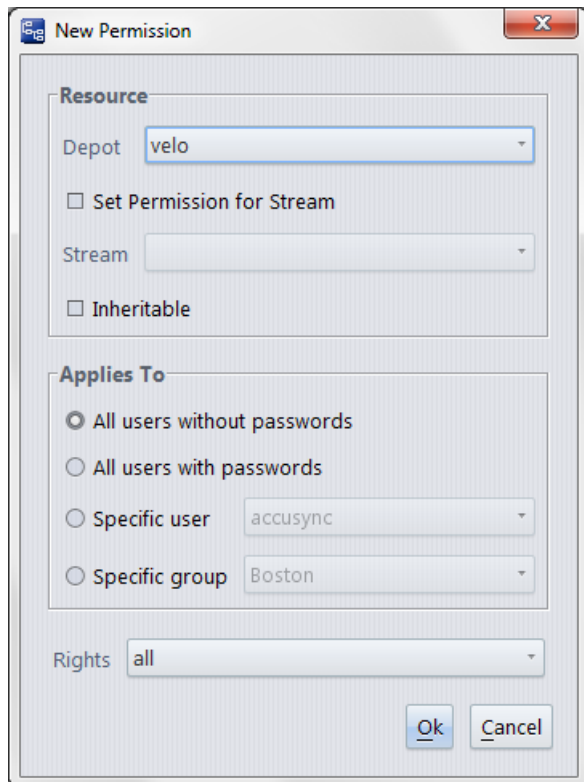 New Permission
Resource
Depot velo
Set Permission for Stream
Stream
Inheritable
Applies To
All users without passwords
All users with passwords
Specific user accusync
Specific group Boston
Rights all
Ok Cancel